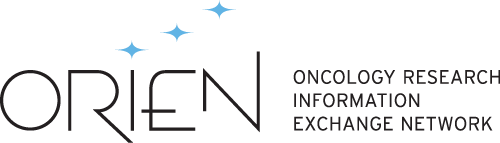 ORIEN
ONCOLOGY RESEARCH
INFORMATION
EXCHANGE NETWORK